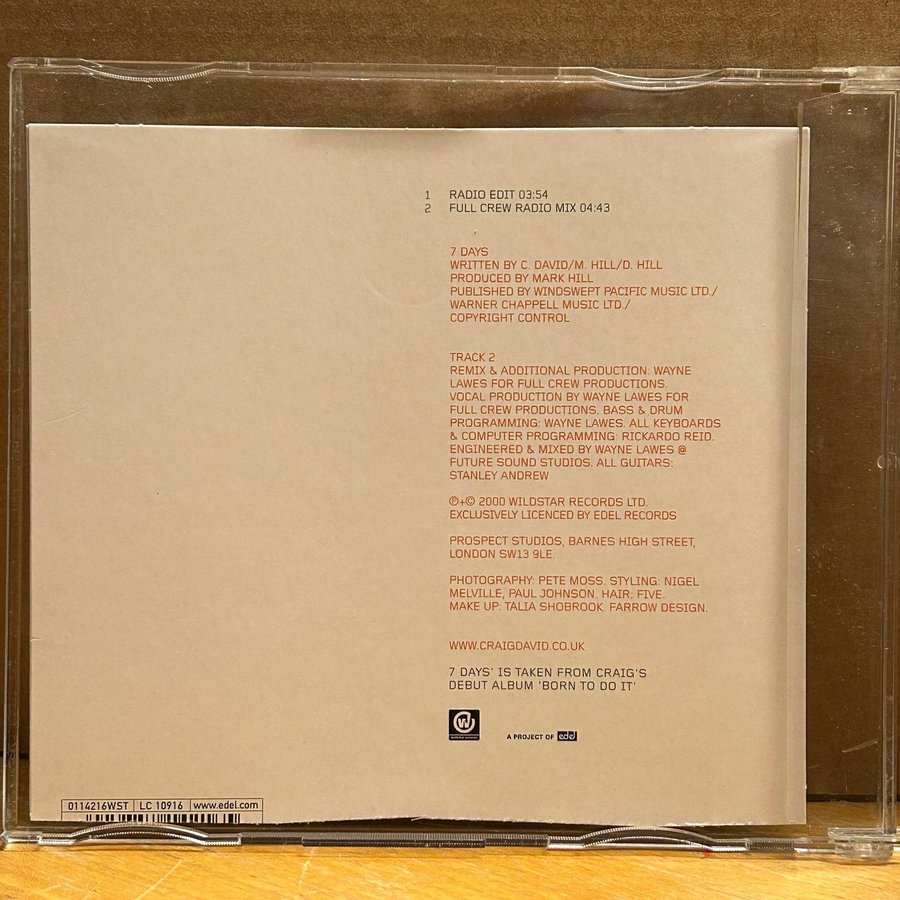 1 RADIO EDIT 03:54
2 FULL CREW RADIO MIX 04:43
7 DAYS
WRITTEN BY C. DAVID/M. HILL/D. HILL
PRODUCED BY MARK HILL
PUBLISHED BY WINDSWEPT PACIFIC MUSIC LTD./
WARNER CHAPPELL MUSIC LTD./
COPYRIGHT CONTROL
TRACK 2
REMIX & ADDITIONAL PRODUCTION: WAYNE
LAWES FOR FULL CREW PRODUCTIONS.
VOCAL PRODUCTION BY WAYNE LAWES FOR
FULL CREW PRODUCTIONS. BASS & DRUM
PROGRAMMING: WAYNE LAWES. ALL KEYBOARDS
& COMPUTER PROGRAMMING: RICKARDO REID.
ENGINEERED & MIXED BY WAYNE LAWES @
FUTURE SOUND STUDIOS. ALL GUITARS:
STANLEY ANDREW
℗+© 2000 WILDSTAR RECORDS LTD.
EXCLUSIVELY LICENCED BY EDEL RECORDS
PROSPECT STUDIOS, BARNES HIGH STREET,
LONDON SW13 9LE.
PHOTOGRAPHY: PETE MOSS. STYLING: NIGEL
MELVILLE, PAUL JOHNSON. HAIR: FIVE.
MAKE UP: TALIA SHOBROOK. FARROW DESIGN.
WWW.CRAIGDAVID.CO.UK
7 DAYS' IS TAKEN FROM CRAIG'S
DEBUT ALBUM 'BORN TO DO IT'
W
wildstar records
A PROJECT OF edel
0114216WST LC 10916 www.edel.com